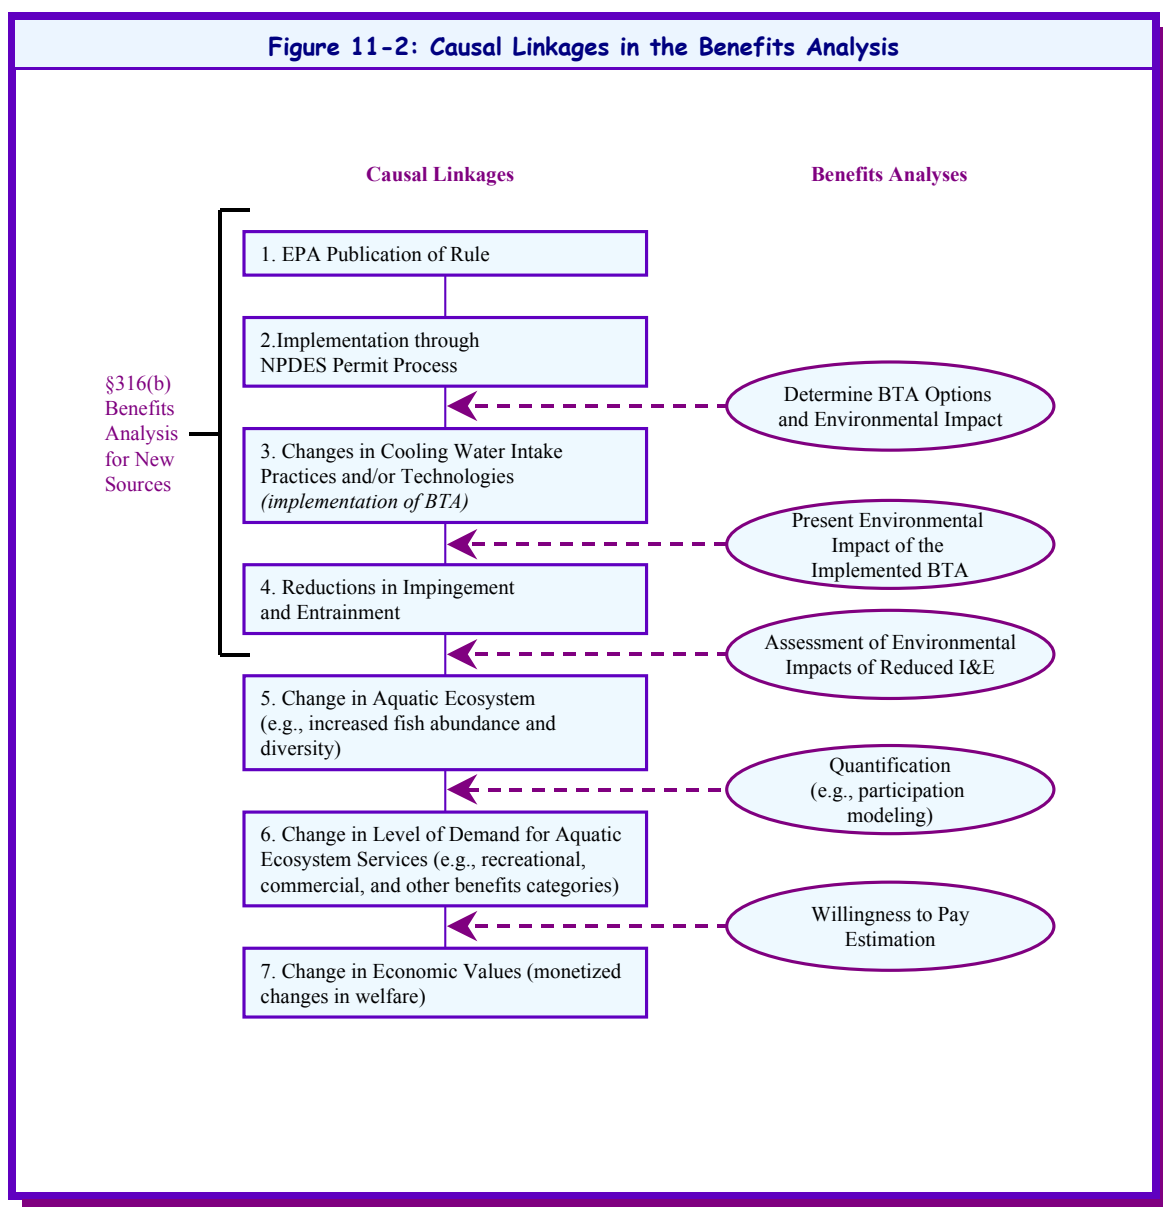 Figure 11-2: Causal Linkages in the Benefits Analysis
Causal Linkages
Benefits Analyses
§316(b)
Benefits
Analysis
for New
Sources
1. EPA Publication of Rule
2.Implementation through
NPDES Permit Process
Determine BTA Options
and Environmental Impact
3. Changes in Cooling Water Intake
Practices and/or Technologies
(implementation of BTA)
Present Environmental
Impact of the
Implemented BTA
4. Reductions in Impingement
and Entrainment
Assessment of Environmental
Impacts of Reduced I&E
5. Change in Aquatic Ecosystem
(e.g., increased fish abundance and
diversity)
Quantification
(e.g., participation
modeling)
6. Change in Level of Demand for Aquatic
Ecosystem Services (e.g., recreational,
commercial, and other benefits categories)
Willingness to Pay
Estimation
7. Change in Economic Values (monetized
changes in welfare)